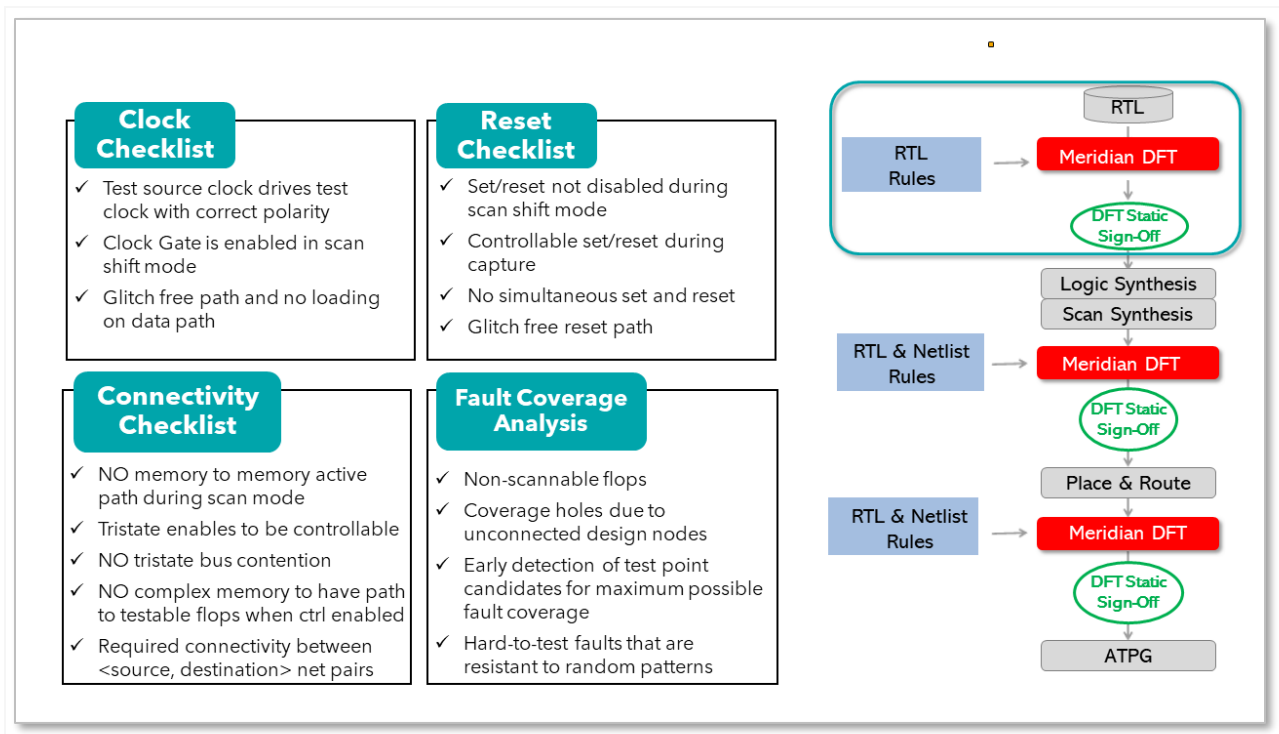 Clock
Checklist
✓ Test source clock drives test
clock with correct polarity
✓ Clock Gate is enabled in scan
shift mode
✓ Glitch free path and no loading
on data path
Reset
Checklist
✓ Set/reset not disabled during
scan shift mode
✓ Controllable set/reset during
capture
✓ No simultaneous set and reset
✓ Glitch free reset path
Connectivity
Checklist
✓ NO memory to memory active
path during scan mode
✓ Tristate enables to be controllable
✓ NO tristate bus contention
✓ NO complex memory to have path
to testable flops when ctrl enabled
✓ Required connectivity between
<source, destination> net pairs
Fault Coverage
Analysis
✓ Non-scannable flops
✓ Coverage holes due to
unconnected design nodes
✓ Early detection of test point
candidates for maximum possible
fault coverage
✓ Hard-to-test faults that are
resistant to random patterns
RTL
RTL
Rules
Meridian DFT
DFT Static
Sign-Off
Logic Synthesis
Scan Synthesis
RTL & Netlist
Rules
Meridian DFT
DFT Static
Sign-Off
Place & Route
RTL & Netlist
Rules
Meridian DFT
DFT Static
Sign-Off
ATPG